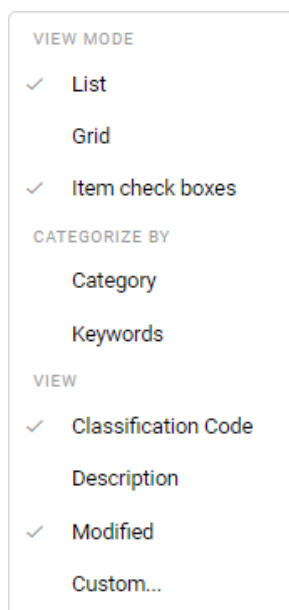 VIEW MODE
List
Grid
Item check boxes
CATEGORIZE BY
Category
Keywords
VIEW
Classification Code
Description
Modified
Custom...